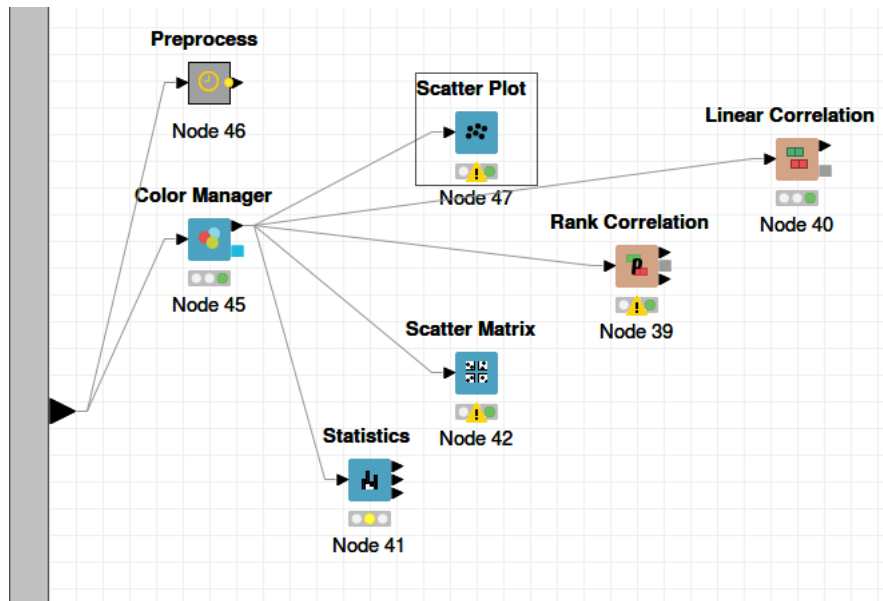 Preprocess
Node 46
Scatter Plot
Node 47
Linear Correlation
Node 40
Color Manager
Node 45
Rank Correlation
p
Node 39
Scatter Matrix
Node 42
Statistics
Node 41